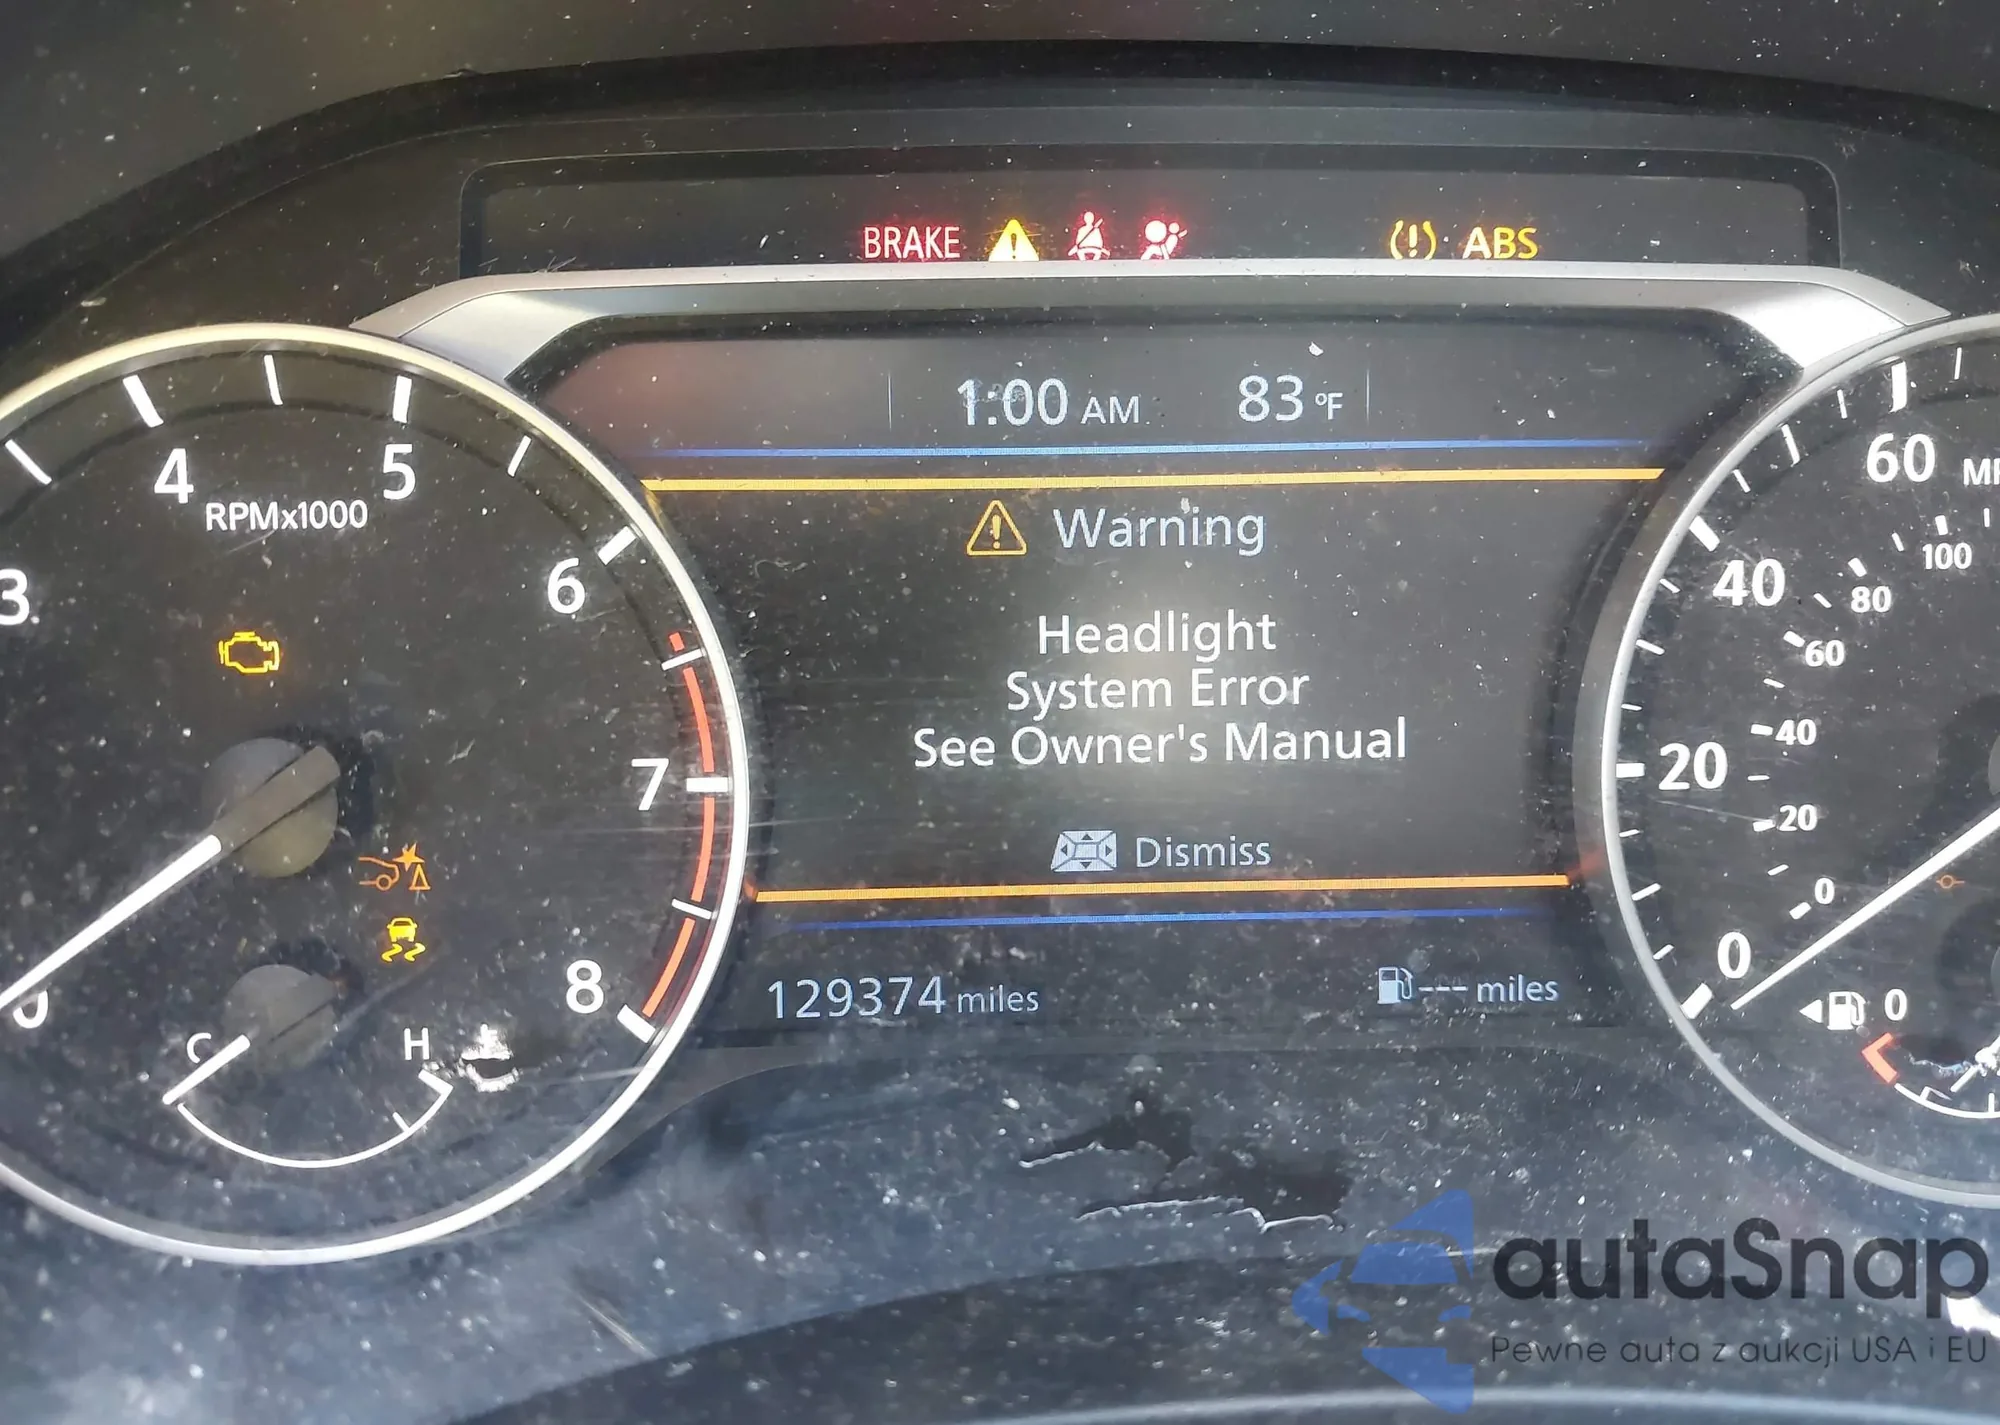 BRAKE
ABS
1:00 AM 83 °F
Warning
Headlight
System Error
See Owner's Manual
Dismiss
129374 miles
--- miles
3
4
5
6
7
8
RPMx1000
C
H
60
40
20
0
100
80
60
40
20
0
0
autaSnap
Pewne auta z aukcji USA i EU